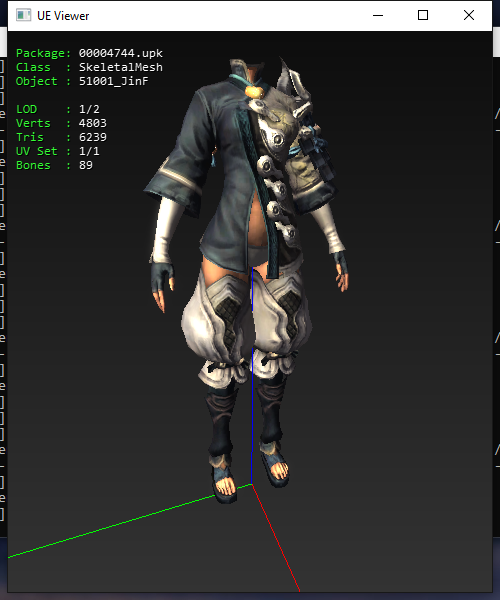 UE Viewer
Package: 00004744.upk
Class : SkeletalMesh
Object : 51001_JinF
LOD : 1/2
Verts : 4803
Tris : 6239
UV Set : 1/1
Bones : 89